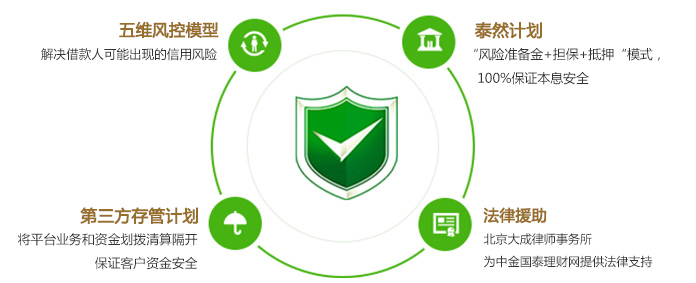 五维风控模型
解决借款人可能出现的信用风险
泰然计划
“风险准备金+担保+抵押“模式，
100%保证本息安全
第三方存管计划
将平台业务和资金划拨清算隔开
保证客户资金安全
法律援助
北京大成律师事务所
为中金国泰理财网提供法律支持